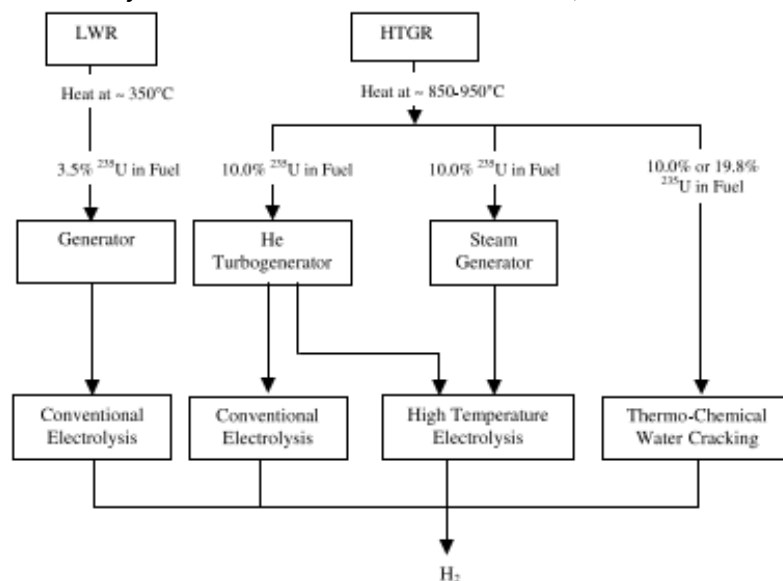 LWR
HTGR
Heat at ~ 350°C
Heat at ~ 850-950°C
3.5% ²³⁵U in Fuel
10.0% ²³⁵U in Fuel
10.0% ²³⁵U in Fuel
10.0% or 19.8%
²³⁵U in Fuel
Generator
He
Turbogenerator
Steam
Generator
Conventional
Electrolysis
Conventional
Electrolysis
High Temperature
Electrolysis
Thermo-Chemical
Water Cracking
H₂